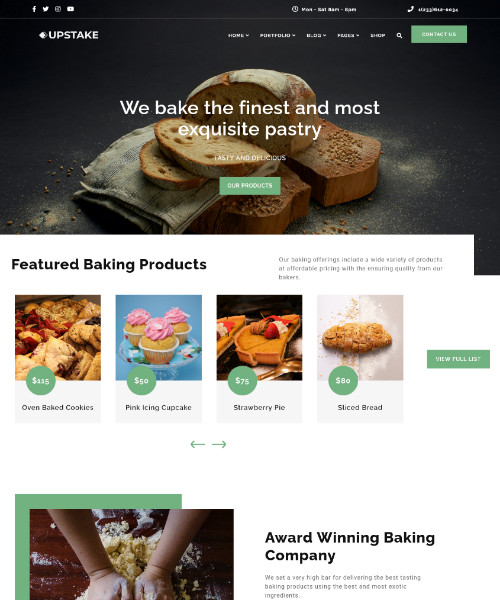 Mon - Sat 8am - 6pm
UPSTAKE
HOME
PORTFOLIO
BLOG
PAGES
SHOP
CONTACT US
We bake the finest and most
exquisite pastry
TASTY AND DELICIOUS
OUR PRODUCTS
Featured Baking Products
Our baking offerings include a wide variety of products
at affordable pricing with the ensuring quality from our
bakers.
$115
$50
$75
$80
Oven Baked Cookies
Pink Icing Cupcake
Strawberry Pie
Sliced Bread
VIEW FULL LIST
Award Winning Baking
Company
We set a very high bar for delivering the best tasting
baking products using the best and most exotic
ingredients.